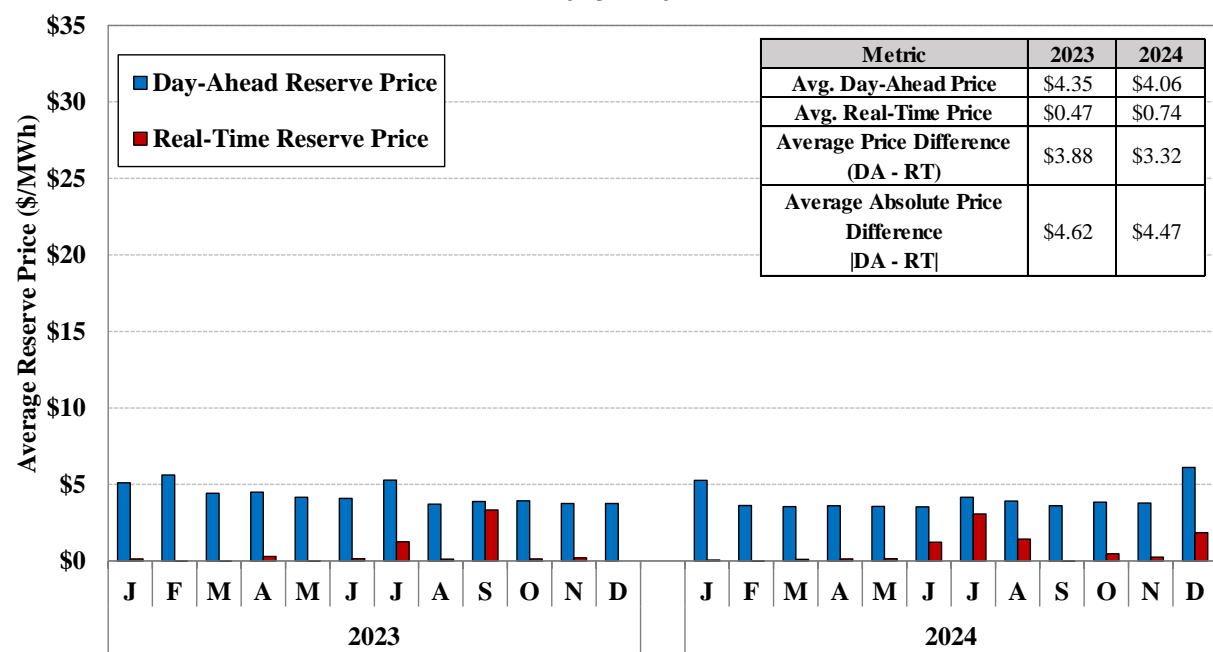 $35
$30
$25
$20
$15
$10
$5
$0
Average Reserve Price ($/MWh)
Day-Ahead Reserve Price
Real-Time Reserve Price
Metric 2023 2024
Avg. Day-Ahead Price $4.35 $4.06
Avg. Real-Time Price $0.47 $0.74
Average Price Difference
(DA - RT) $3.88 $3.32
Average Absolute Price
Difference $4.62 $4.47
|DA - RT|
J F M A M J J A S O N D J F M A M J J A S O N D
2023 2024